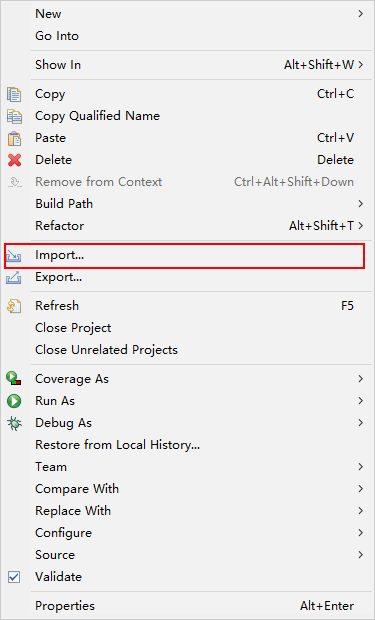 New
Go Into
Show In Alt+Shift+W
Copy Ctrl+C
Copy Qualified Name
Paste Ctrl+V
Delete Delete
Remove from Context Ctrl+Alt+Shift+Down
Build Path
Refactor Alt+Shift+T
Import...
Export...
Refresh F5
Close Project
Close Unrelated Projects
Coverage As
Run As
Debug As
Restore from Local History...
Team
Compare With
Replace With
Configure
Source
Validate
Properties Alt+Enter